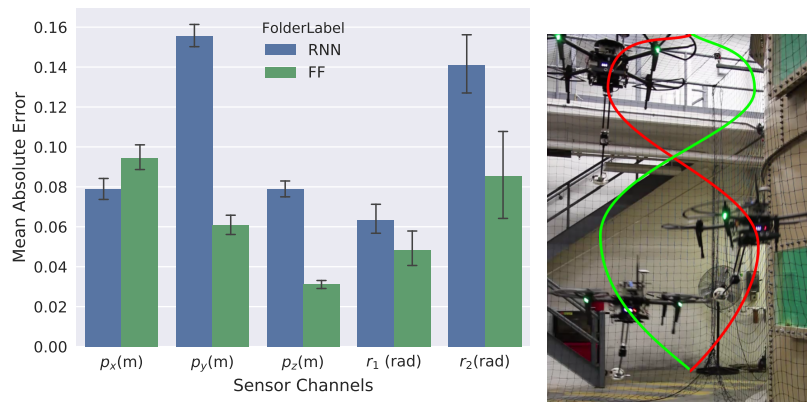 FolderLabel
RNN
FF
Mean Absolute Error
0.16
0.14
0.12
0.10
0.08
0.06
0.04
0.02
0.00
pₓ(m) p_y(m) p_z(m) r₁ (rad) r₂(rad)
Sensor Channels